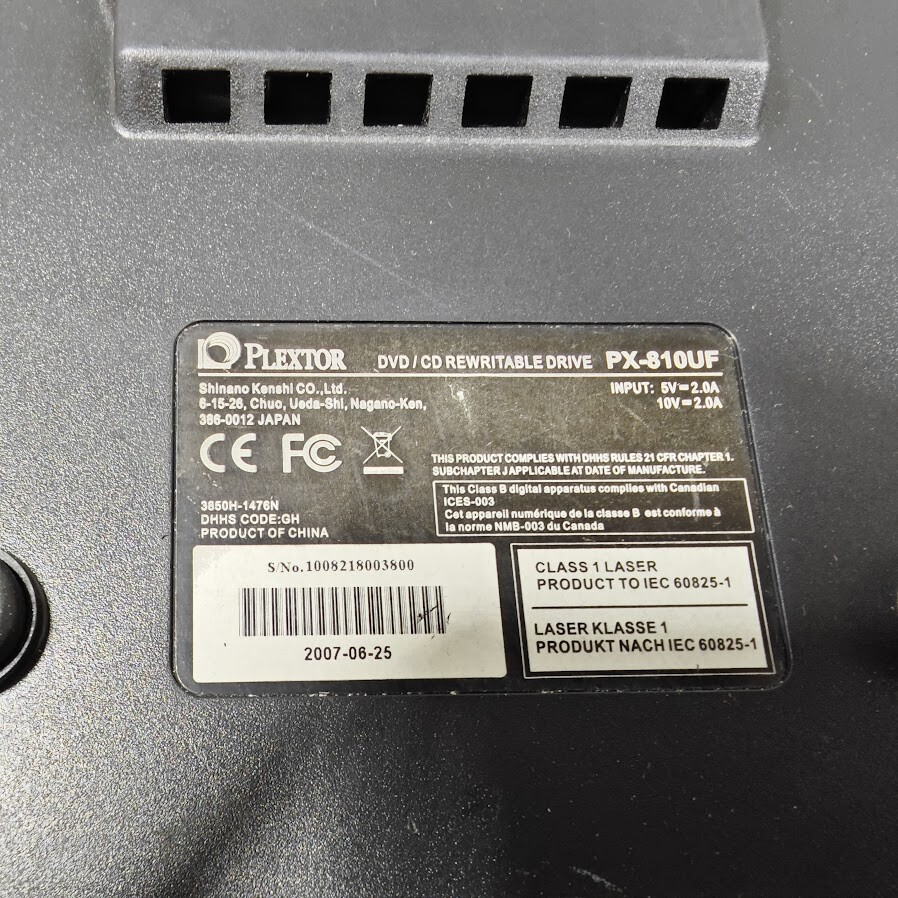 PLEXTOR DVD / CD REWRITABLE DRIVE PX-810UF
Shinano Kenshi CO.,Ltd.
6-15-26, Chuo, Ueda-Shi, Nagano-Ken,
386-0012 JAPAN
INPUT: 5V=2.0A
10V=2.0A
CE FC
THIS PRODUCT COMPLIES WITH DHHS RULES 21 CFR CHAPTER 1.
SUBCHAPTER J APPLICABLE AT DATE OF MANUFACTURE.
This Class B digital apparatus complies with Canadian
ICES-003
Cet appareil numérique de la classe B est conforme à
la norme NMB-003 du Canada
3850H-1476N
DHHS CODE:GH
PRODUCT OF CHINA
S/No.1008218003800
2007-06-25
CLASS 1 LASER
PRODUCT TO IEC 60825-1
LASER KLASSE 1
PRODUKT NACH IEC 60825-1